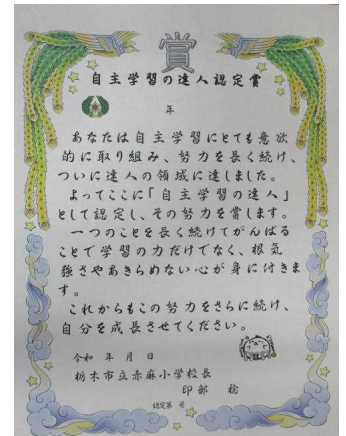 賞
自主学習の達人認定賞
年
あなたは自主学習にとても意欲
的に取り組み、努力を長く続け、
ついに達人の領域に達しました。
よってここに「自主学習の達人」
として認定し、その努力を賞します。
一つのことを長く続けてがんばる
ことで学習の力だけでなく、根気
強さやあきらめない心が身に付きま
す。
これからもこの努力をさらに続け、
自分を成長させてください。
令和 年 月 日
栃木市立赤麻小学校長
印部 稔
認定第 号